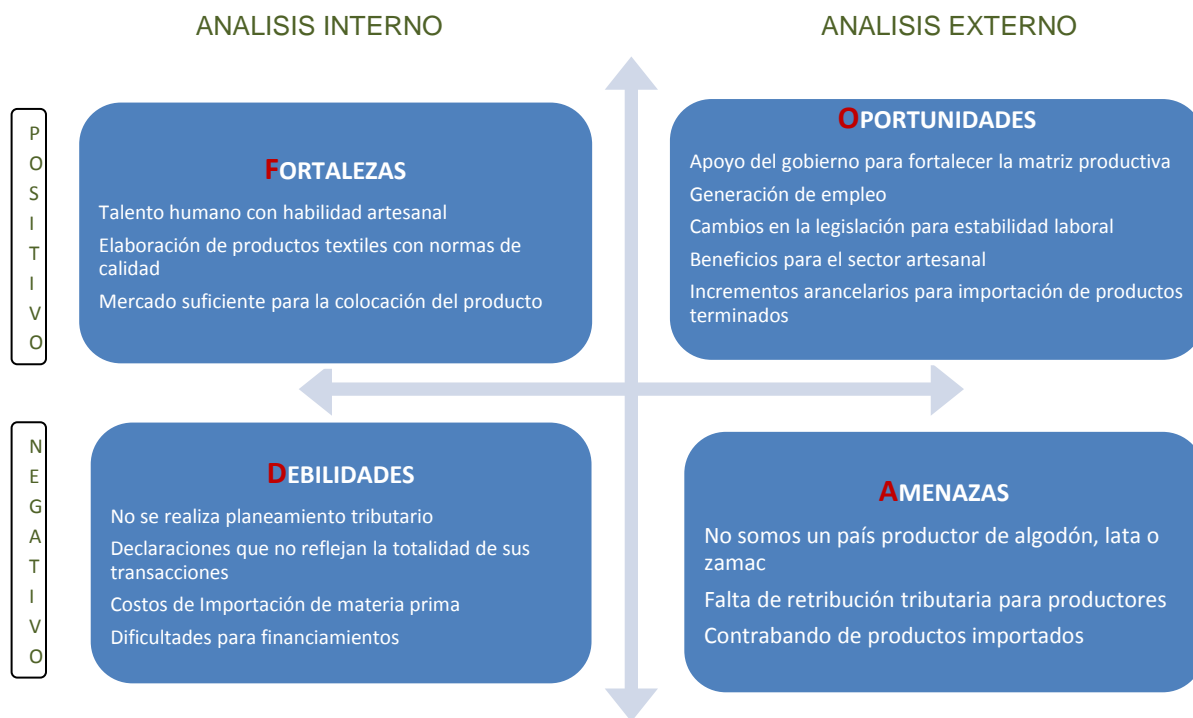 ANALISIS INTERNO
ANALISIS EXTERNO
POSITIVO
FORTALEZAS
Talento humano con habilidad artesanal
Elaboración de productos textiles con normas de
calidad
Mercado suficiente para la colocación del producto
OPORTUNIDADES
Apoyo del gobierno para fortalecer la matriz productiva
Generación de empleo
Cambios en la legislación para estabilidad laboral
Beneficios para el sector artesanal
Incrementos arancelarios para importación de productos
terminados
NEGATIVO
DEBILIDADES
No se realiza planeamiento tributario
Declaraciones que no reflejan la totalidad de sus
transacciones
Costos de Importación de materia prima
Dificultades para financiamientos
AMENAZAS
No somos un país productor de algodón, lata o
zamac
Falta de retribución tributaria para productores
Contrabando de productos importados